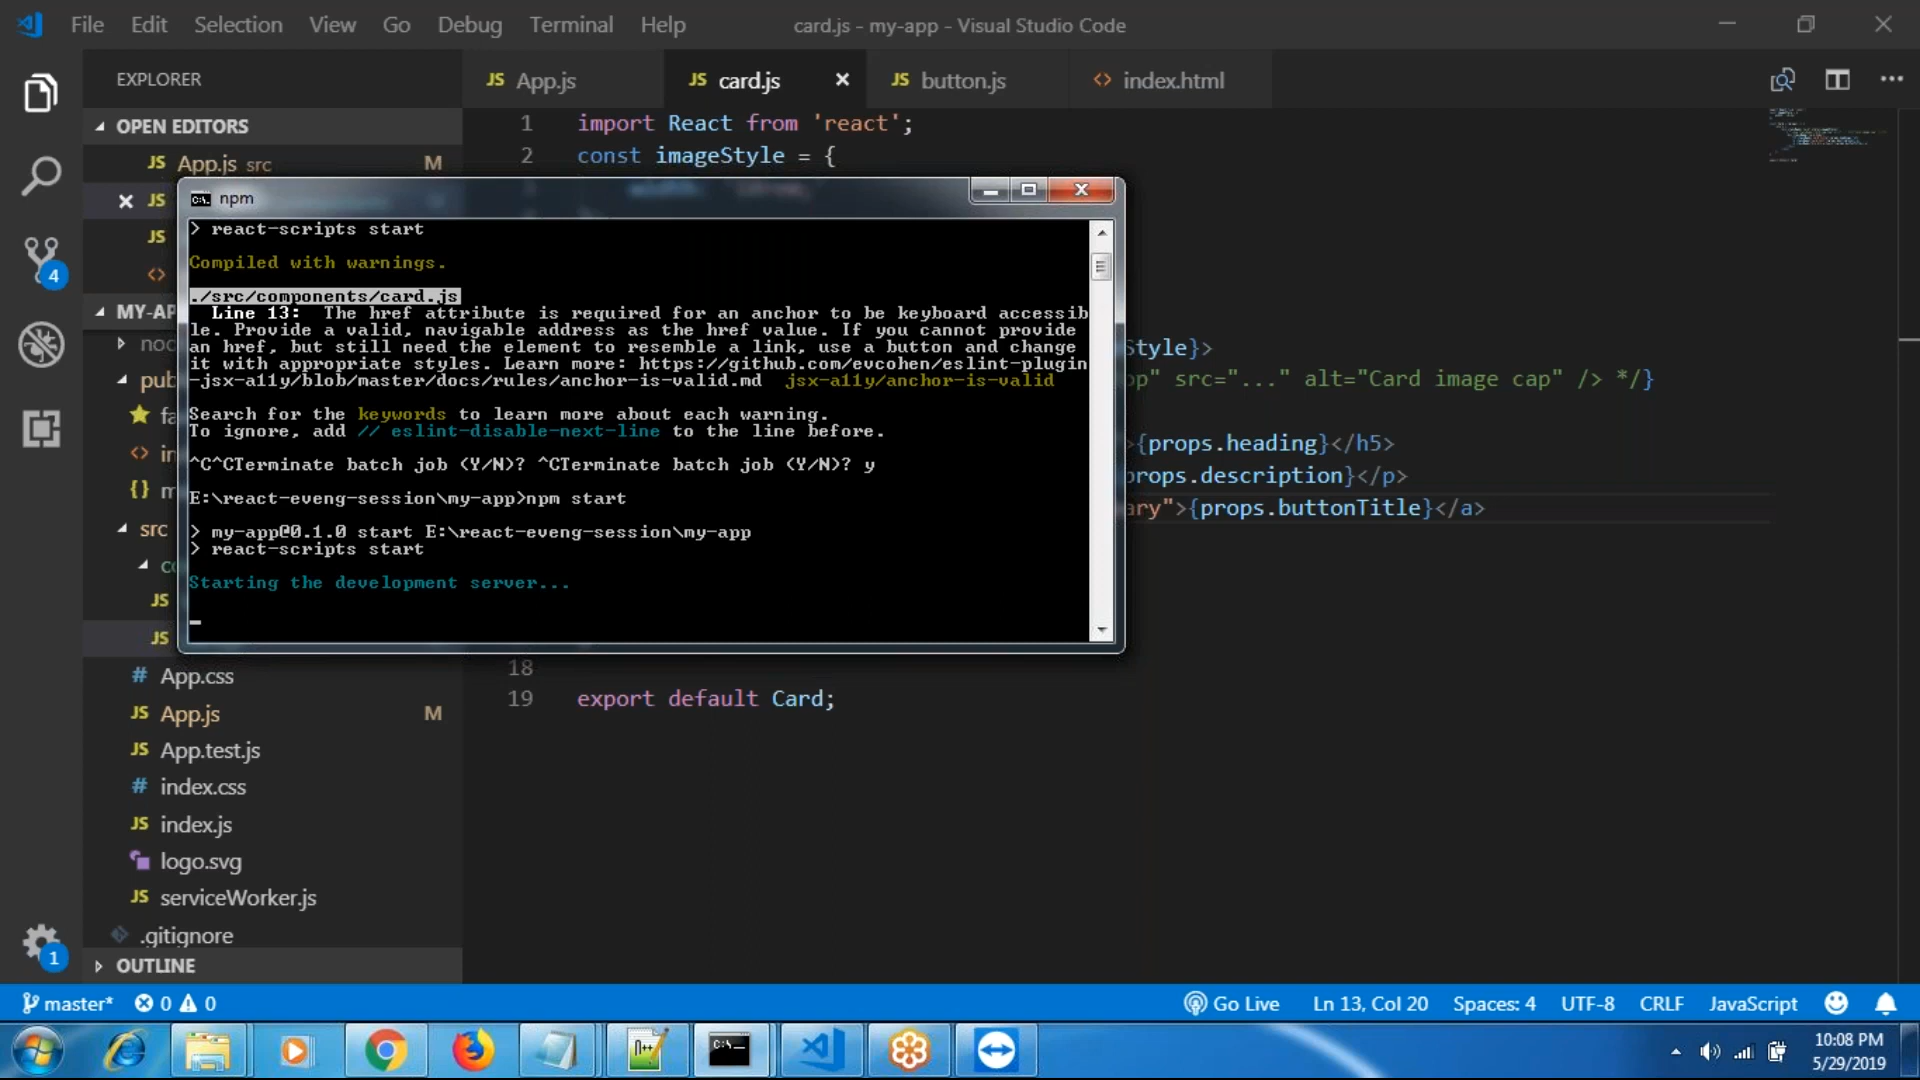 File Edit Selection View Go Debug Terminal Help
card.js - my-app - Visual Studio Code
EXPLORER
OPEN EDITORS
JS App.js src M
JS
JS
<>
MY-AP
nod
pub
fa
<> in
{} m
src
co
JS
JS
# App.css
JS App.js M
JS App.test.js
# index.css
JS index.js
logo.svg
JS serviceWorker.js
.gitignore
OUTLINE
4
1
JS App.js
JS card.js
JS button.js
<> index.html
1 import React from 'react';
2 const imageStyle = {
Style}>
op" src="..." alt="Card image cap" /> */}
>{props.heading}</h5>
props.description}</p>
ary">{props.buttonTitle}</a>
18
19 export default Card;
npm
> react-scripts start
Compiled with warnings.
./src/components/card.js
Line 13: The href attribute is required for an anchor to be keyboard accessib
le. Provide a valid, navigable address as the href value. If you cannot provide
an href, but still need the element to resemble a link, use a button and change
it with appropriate styles. Learn more: https://github.com/evcohen/eslint-plugin
-jsx-a11y/blob/master/docs/rules/anchor-is-valid.md jsx-a11y/anchor-is-valid
Search for the keywords to learn more about each warning.
To ignore, add // eslint-disable-next-line to the line before.
^C^CTerminate batch job (Y/N)? ^CTerminate batch job (Y/N)? y
E:\react-eveng-session\my-app>npm start
> my-app@0.1.0 start E:\react-eveng-session\my-app
> react-scripts start
Starting the development server...
master* 0 0
Go Live Ln 13, Col 20 Spaces: 4 UTF-8 CRLF JavaScript
10:08 PM
5/29/2019